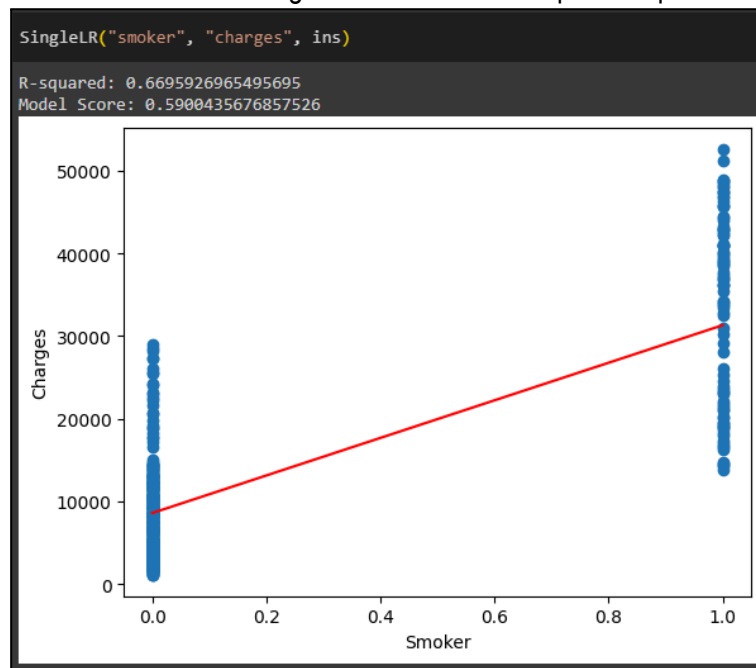 SingleLR("smoker", "charges", ins)
R-squared: 0.6695926965495695
Model Score: 0.5900435676857526
50000
40000
30000
20000
10000
0
Charges
0.0 0.2 0.4 0.6 0.8 1.0
Smoker